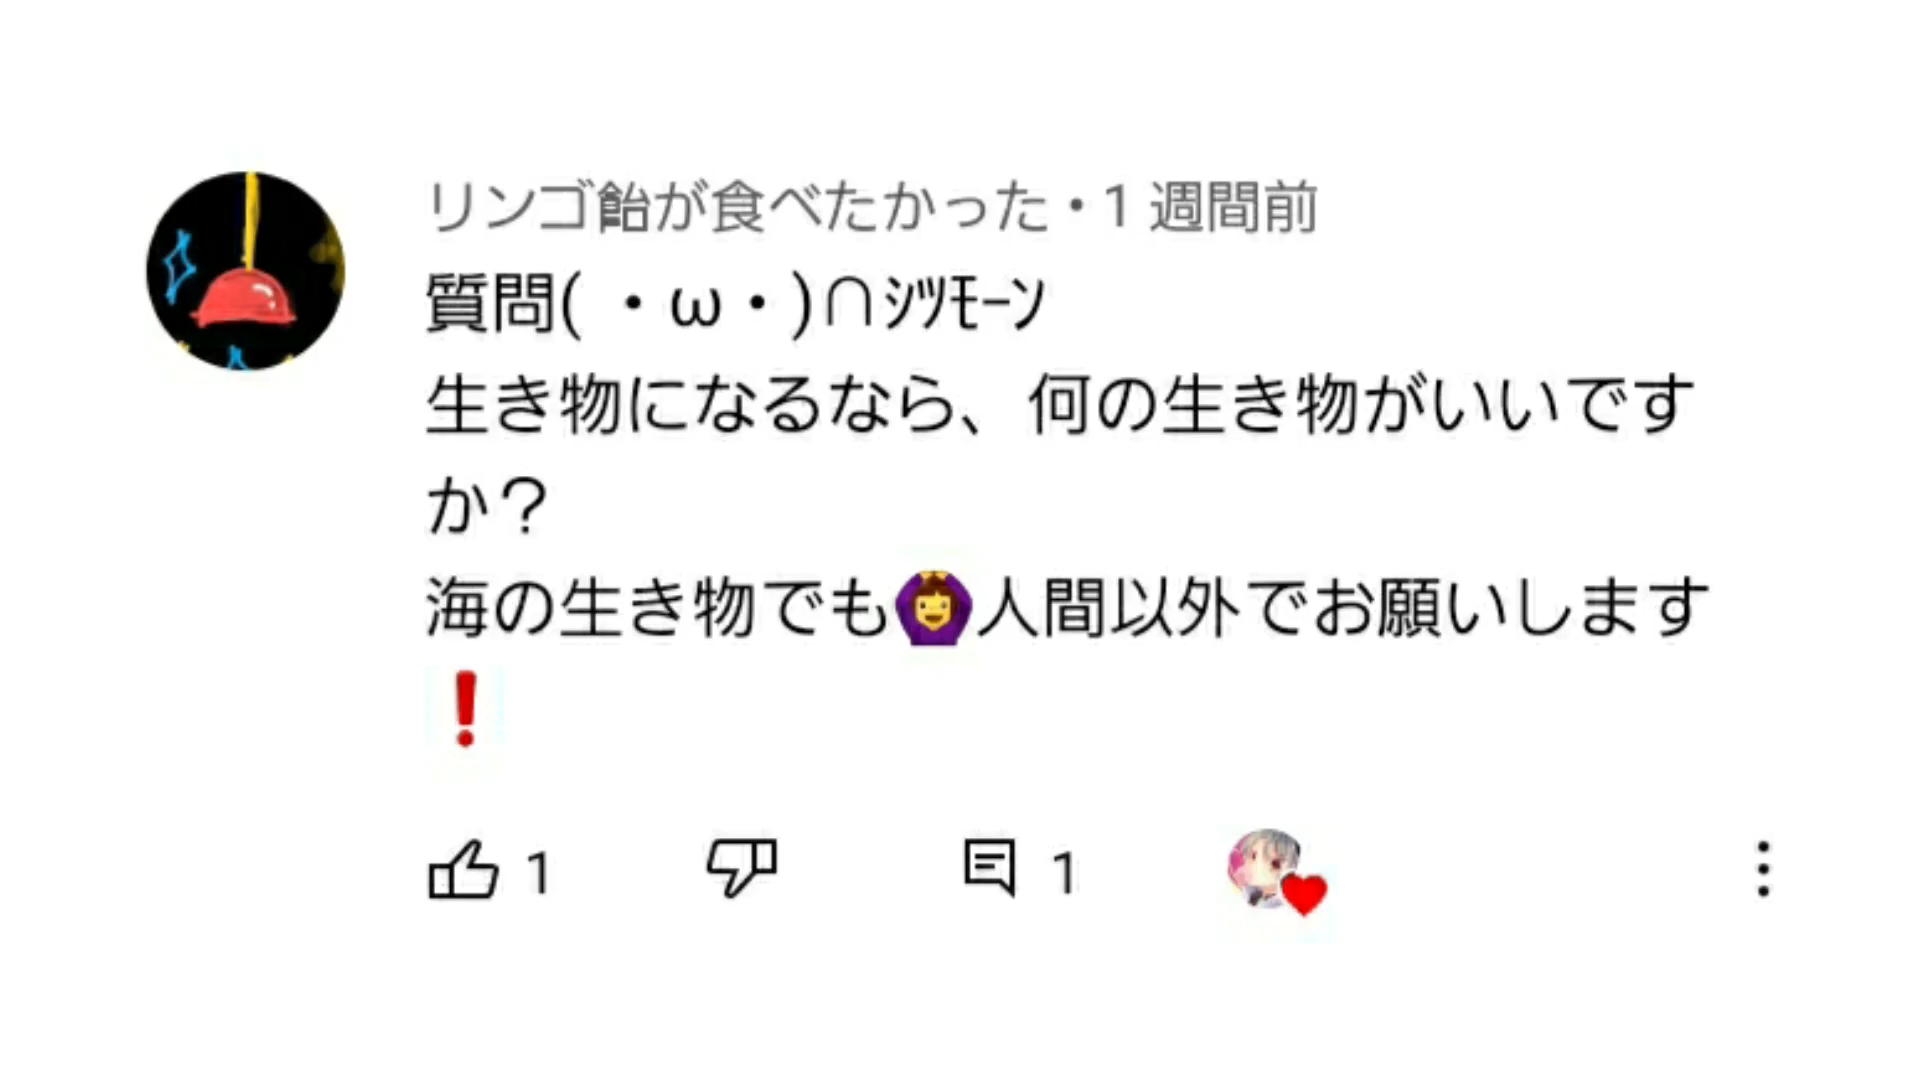 リンゴ飴が食べたかった・1 週間前
質問( ・ω・)∩ｼﾂﾓｰﾝ
生き物になるなら、何の生き物がいいです
か？
海の生き物でも🙆‍♀️人間以外でお願いします
❗
1 1